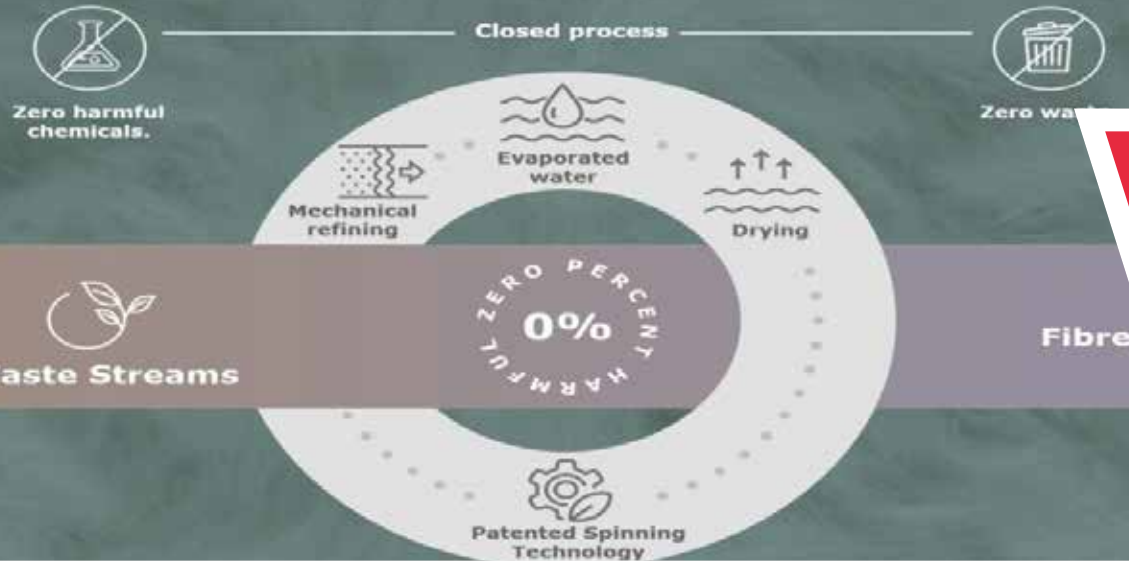 Closed process
Zero harmful
chemicals.
Zero
Evaporated
water
Mechanical
refining
Drying
ZERO PERCENT HARMFUL
0%
aste Streams
Fibre
Patented Spinning
Technology